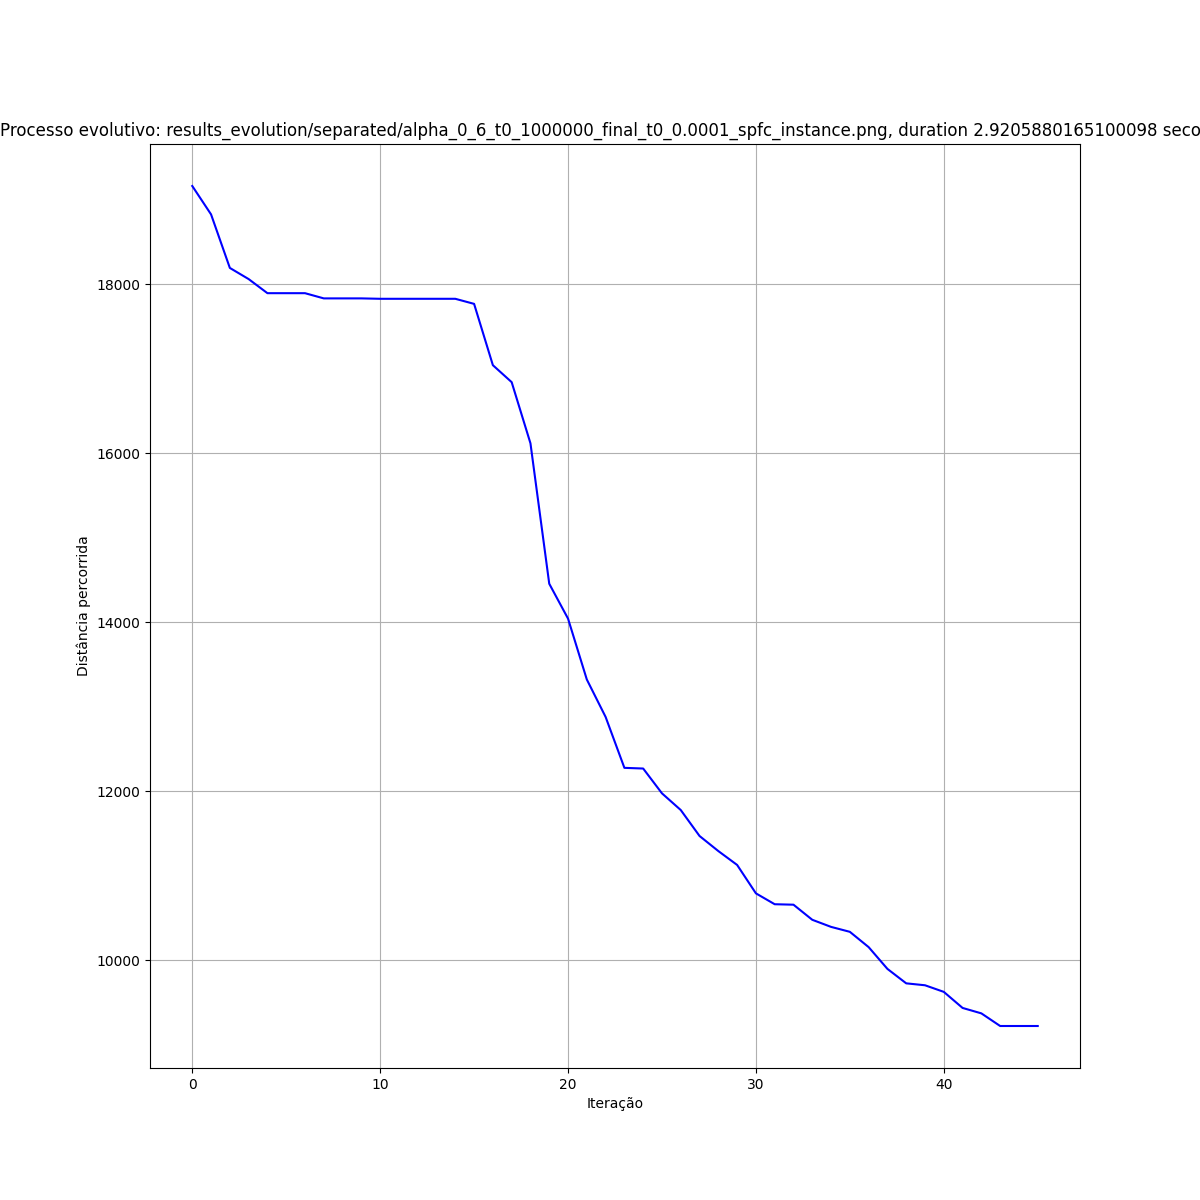 Processo evolutivo: results_evolution/separated/alpha_0_6_t0_1000000_final_t0_0.0001_spfc_instance.png, duration 2.9205880165100098 seco
Distância percorrida
18000
16000
14000
12000
10000
0 10 20 30 40
Iteração